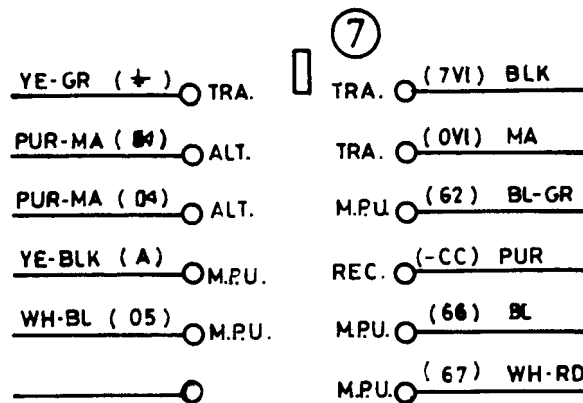 7
YE-GR (⏚) TRA.
PUR-MA ALT.
PUR-MA ALT.
YE-BLK (A) M.P.U.
WH-BL (05) M.P.U.
TRA. (7VI) BLK
TRA. (0VI) MA
M.P.U. (62) BL-GR
REC. (-CC) PUR
M.P.U. (66) BL
M.P.U. (67) WH-RD